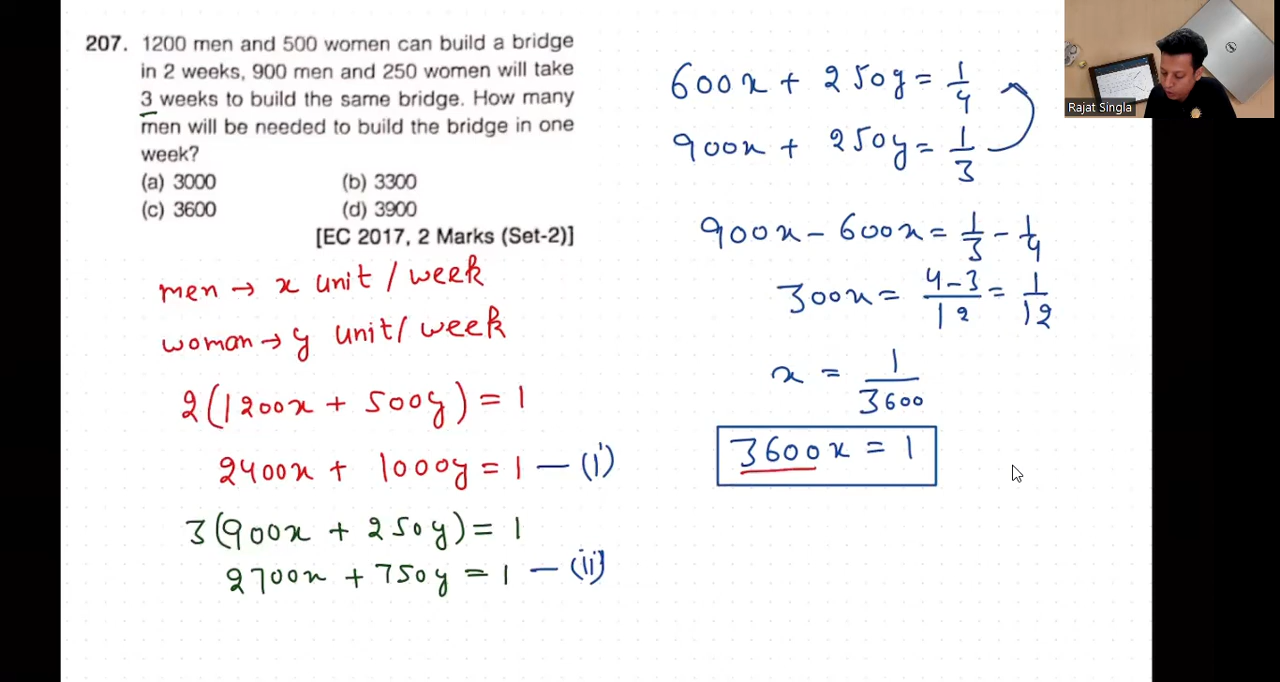 207. 1200 men and 500 women can build a bridge
in 2 weeks, 900 men and 250 women will take
3 weeks to build the same bridge. How many
men will be needed to build the bridge in one
week?
(a) 3000 (b) 3300
(c) 3600 (d) 3900
[EC 2017, 2 Marks (Set-2)]
men → x unit / week
woman → y unit / week
2(1200x + 500y) = 1
2400x + 1000y = 1 — (i)
3(900x + 250y) = 1
2700x + 750y = 1 — (ii)
600x + 250y = 1/4
900x + 250y = 1/3
900x - 600x = 1/3 - 1/4
300x = 4-3/12 = 1/12
x = 1/3600
3600x = 1
Rajat Singla